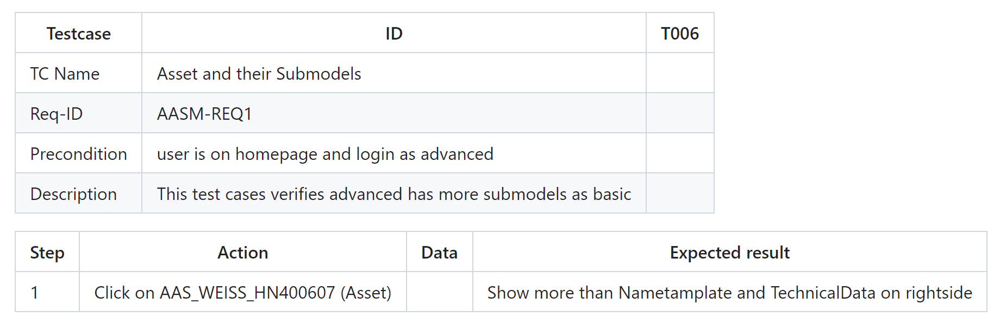 Testcase ID T006
TC Name Asset and their Submodels
Req-ID AASM-REQ1
Precondition user is on homepage and login as advanced
Description This test cases verifies advanced has more submodels as basic
Step Action Data Expected result
1 Click on AAS_WEISS_HN400607 (Asset) Show more than Nametamplate and TechnicalData on rightside